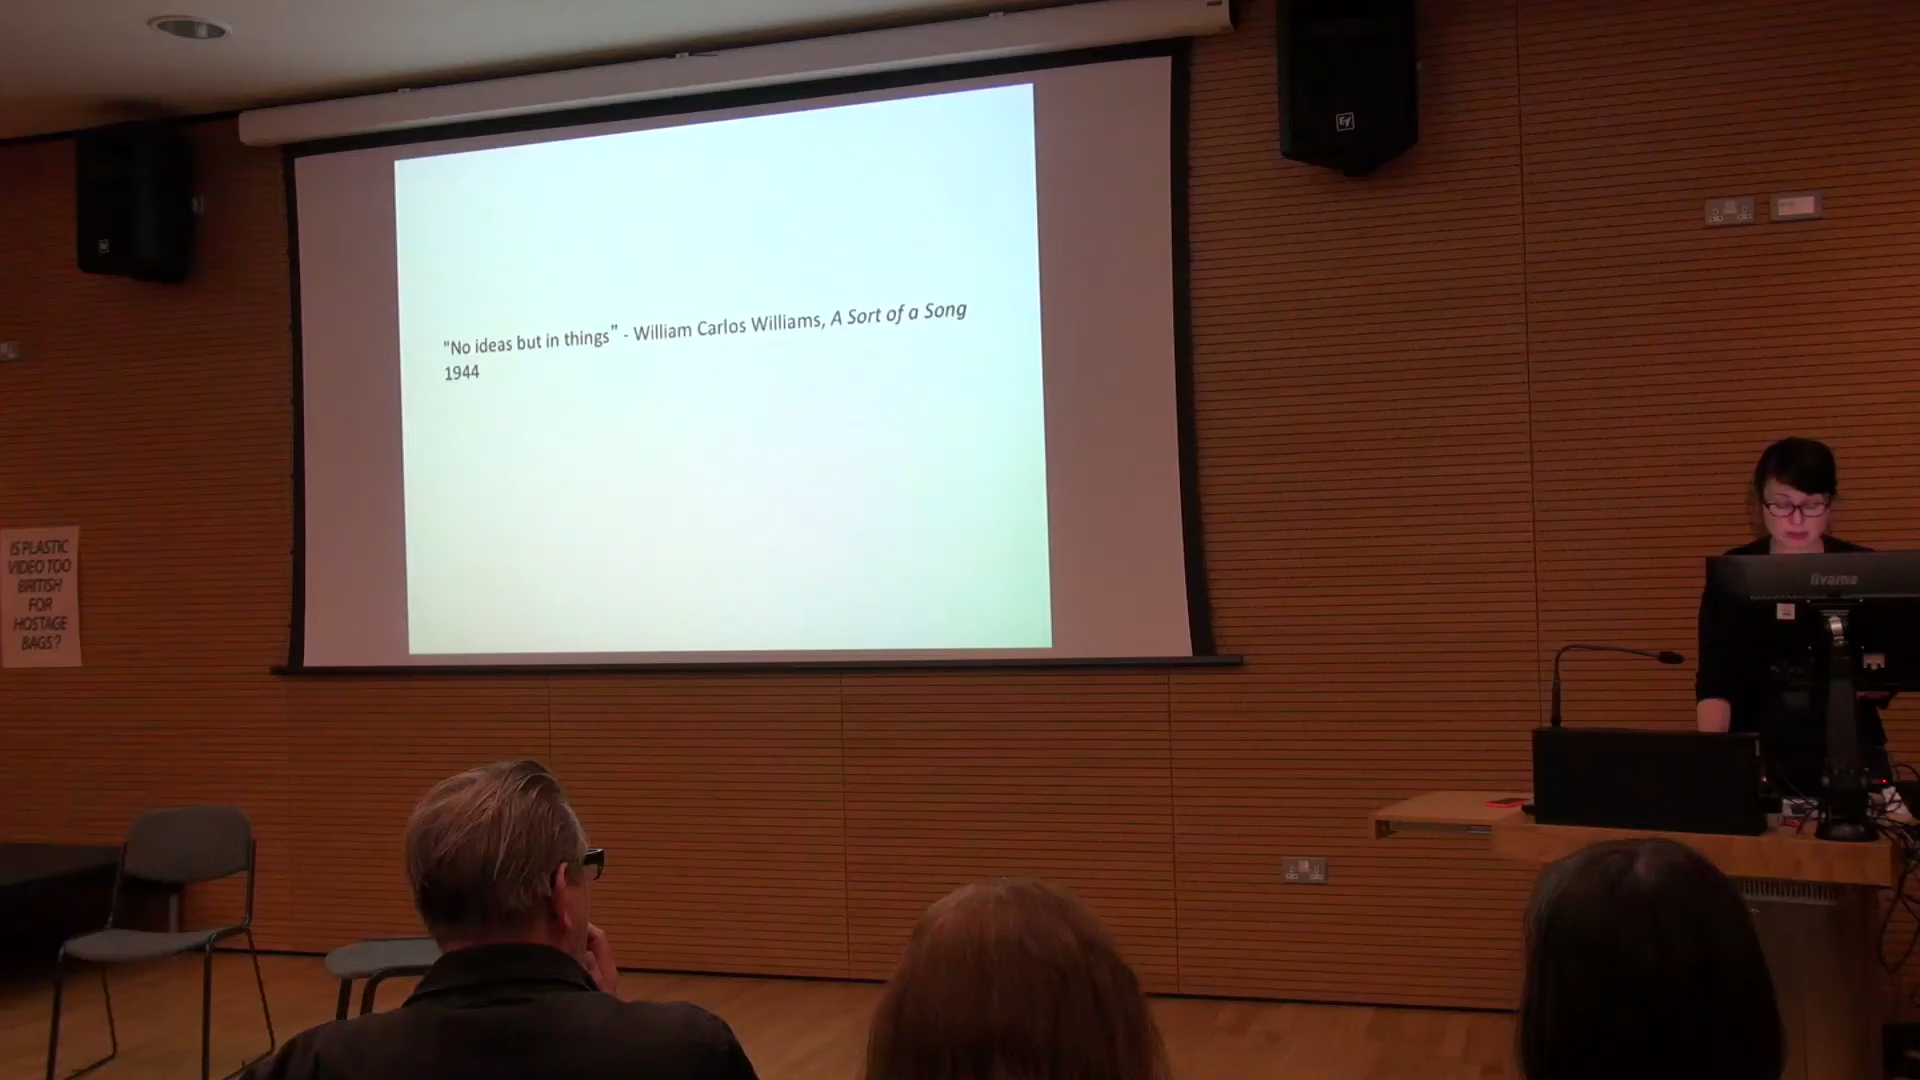 "No ideas but in things" - William Carlos Williams, A Sort of a Song
1944
IS PLASTIC
VIDEO TOO
BRITISH
FOR
HOSTAGE
BAGS?
iiyama
EV